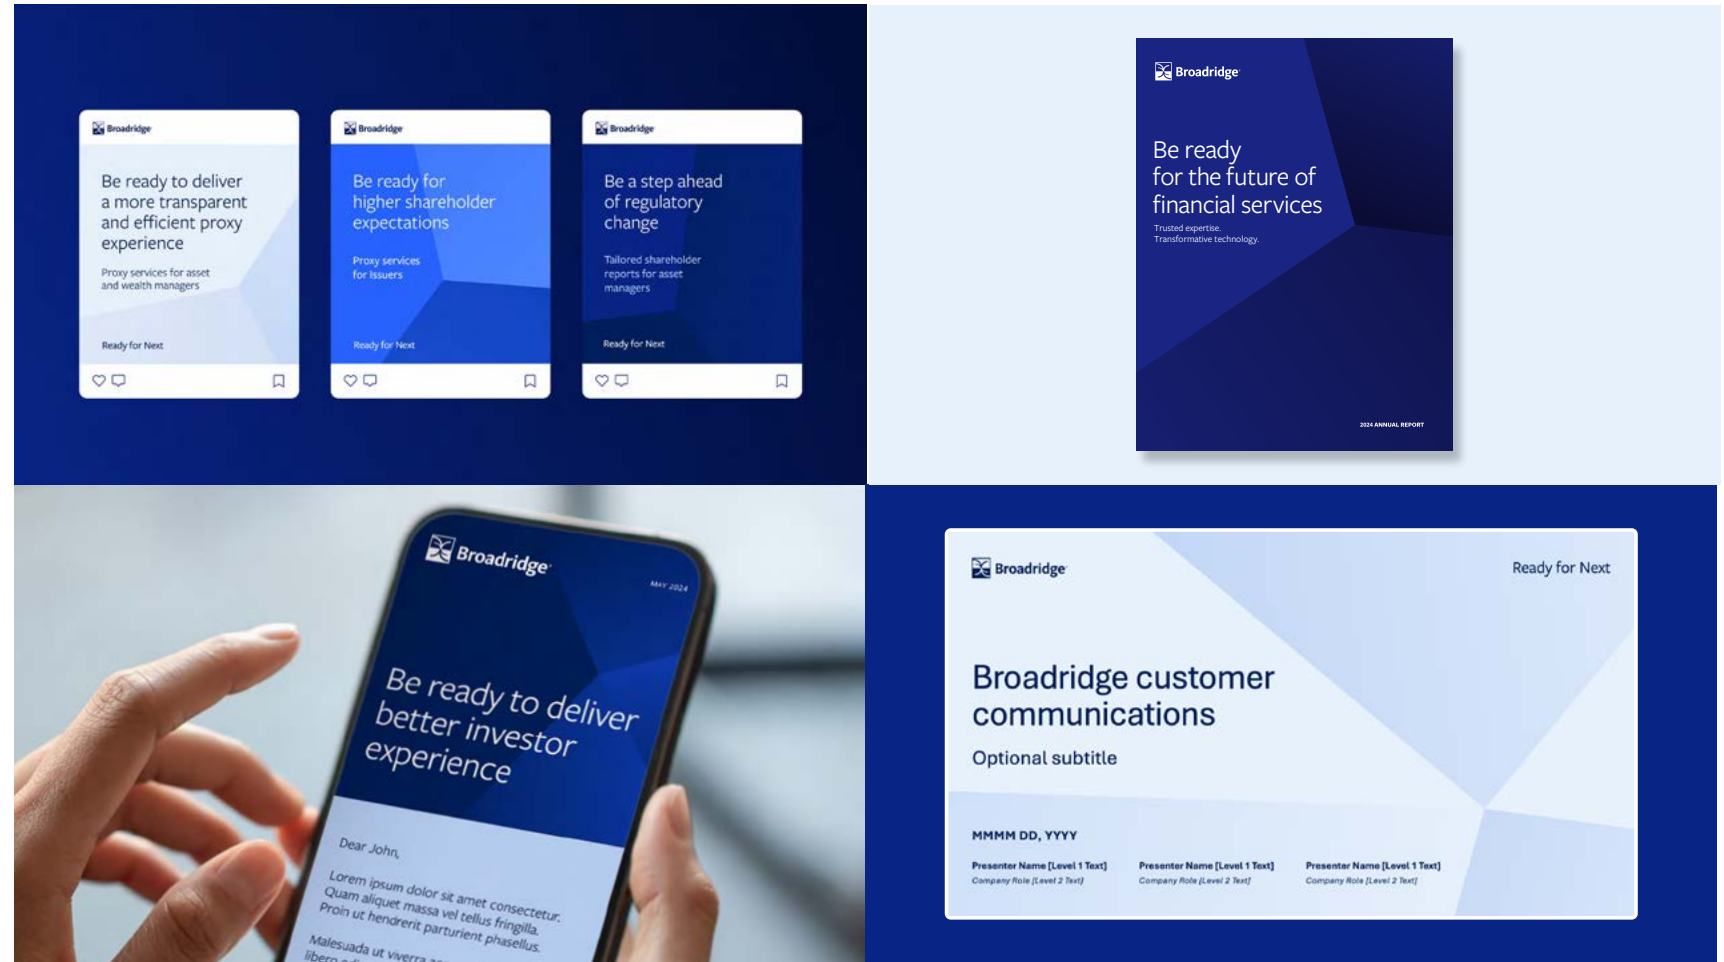 Broadridge
Be ready to deliver
a more transparent
and efficient proxy
experience
Proxy services for asset
and wealth managers
Ready for Next
Broadridge
Be ready for
higher shareholder
expectations
Proxy services
for Issuers
Ready for Next
Broadridge
Be a step ahead
of regulatory
change
Tailored shareholder
reports for asset
managers
Ready for Next
Broadridge
Be ready
for the future of
financial services
Trusted expertise.
Transformative technology.
2024 ANNUAL REPORT
Broadridge
MAY 2024
Be ready to deliver
better investor
experience
Dear John,
Lorem ipsum dolor sit amet consectetur.
Quam aliquet massa vel tellus fringilla.
Proin ut hendrerit parturient phasellus.
Malesuada ut viverra
libero
Broadridge
Ready for Next
Broadridge customer
communications
Optional subtitle
MMMM DD, YYYY
Presenter Name [Level 1 Text] Presenter Name [Level 1 Text] Presenter Name [Level 1 Text]
Company Role [Level 2 Text] Company Role [Level 2 Text] Company Role [Level 2 Text]